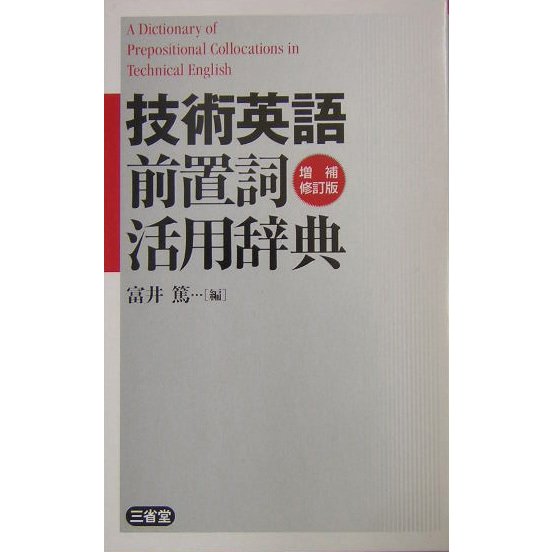 A Dictionary of
Prepositional Collocations in
Technical English
技術英語
前置詞
増補
修訂版
活用辞典
富井 篤…[編]
三省堂